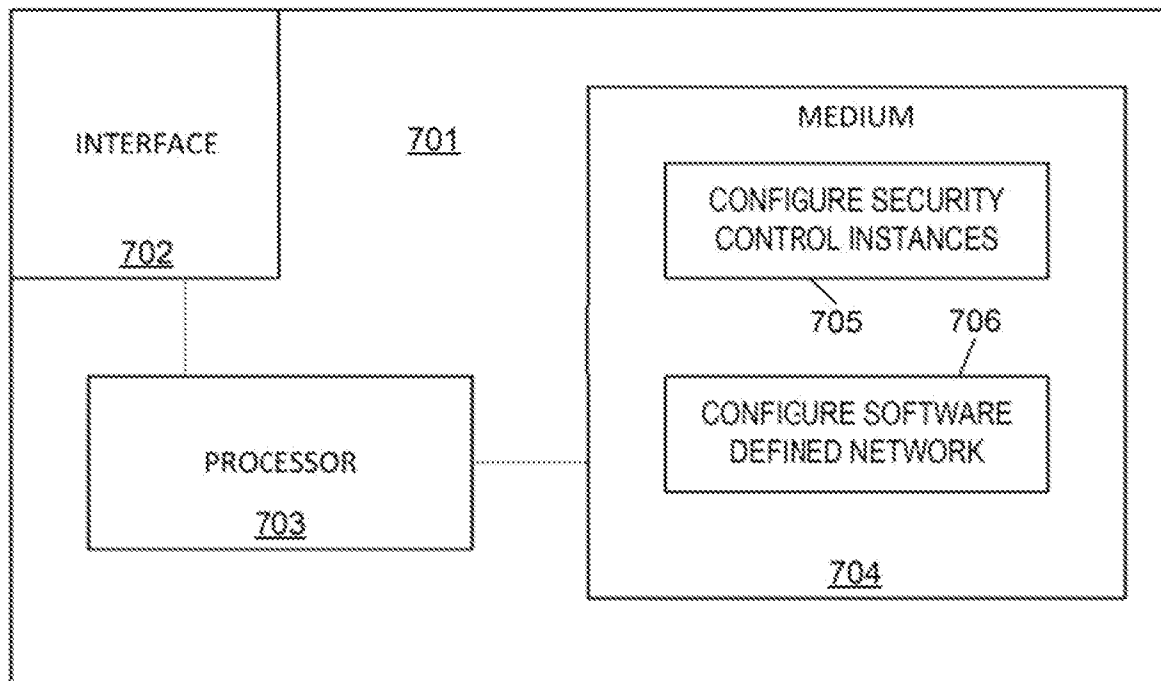 INTERFACE
702
701
MEDIUM
CONFIGURE SECURITY
CONTROL INSTANCES
705
706
CONFIGURE SOFTWARE
DEFINED NETWORK
704
PROCESSOR
703